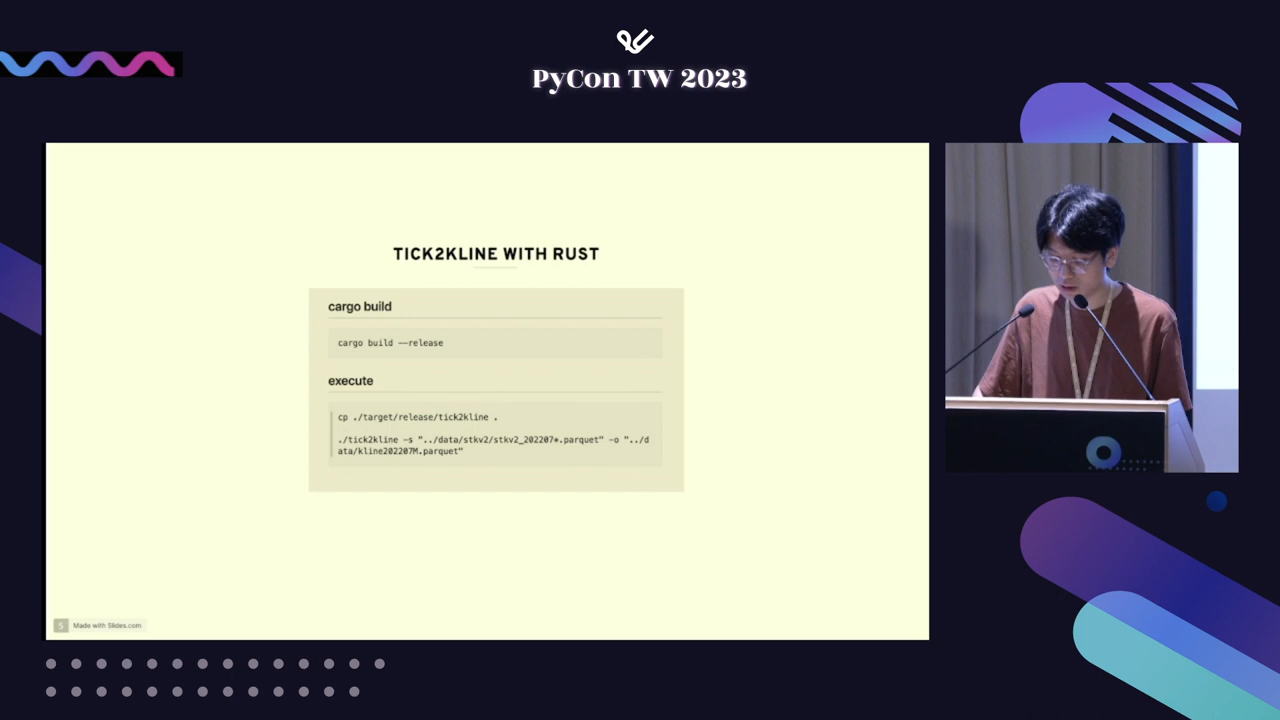 PyCon TW 2023
TICK2KLINE WITH RUST
cargo build
cargo build --release
execute
cp ./target/release/tick2kline .
./tick2kline -s "../data/stkv2/stkv2_202207*.parquet" -o "../d
ata/kline202207M.parquet"
S Made with Slides.com